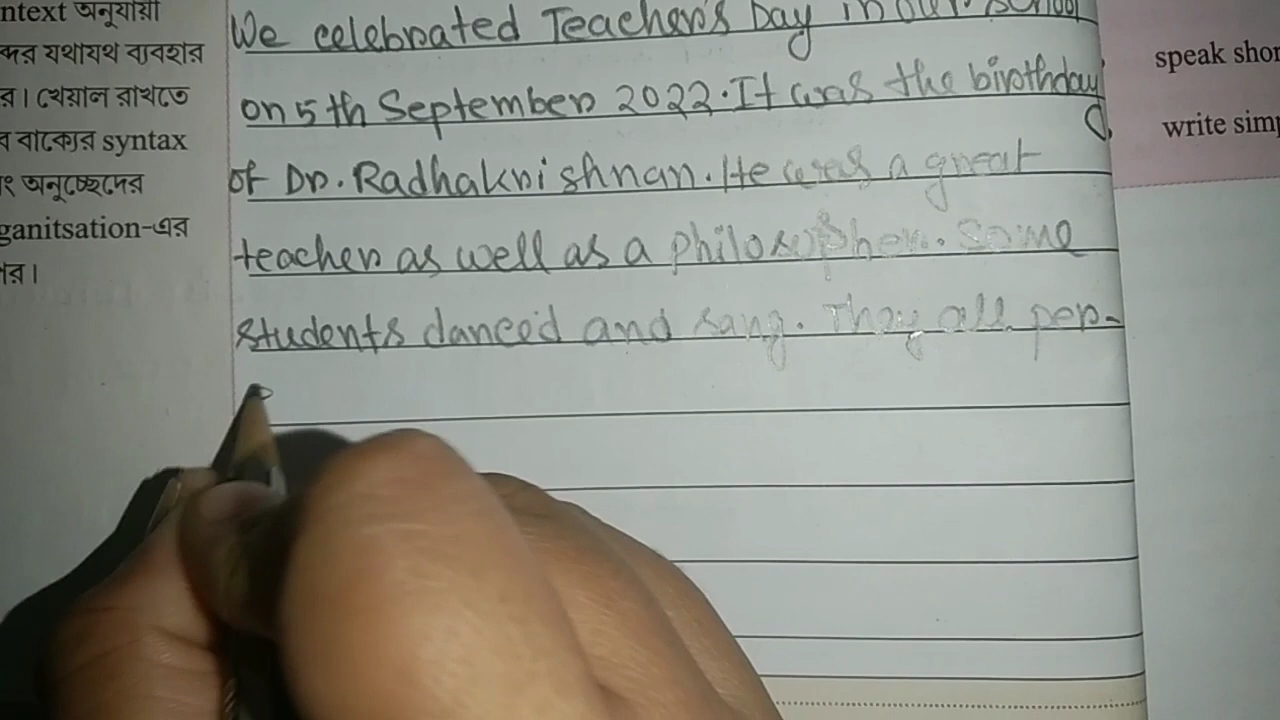 ntext অনুযায়ী
ব্দর যথাযথ ব্যবহার
র। খেয়াল রাখতে
ব বাক্যের syntax
ং অনুচ্ছেদের
ganitsation-এর
ার।
We celebrated Teacher's Day in our school
on 5th September 2022. It was the birthday
of Dr. Radhakrishnan. He was a great
teacher as well as a philosopher. Some
students danced and sang. They all per-
speak shor
write simp